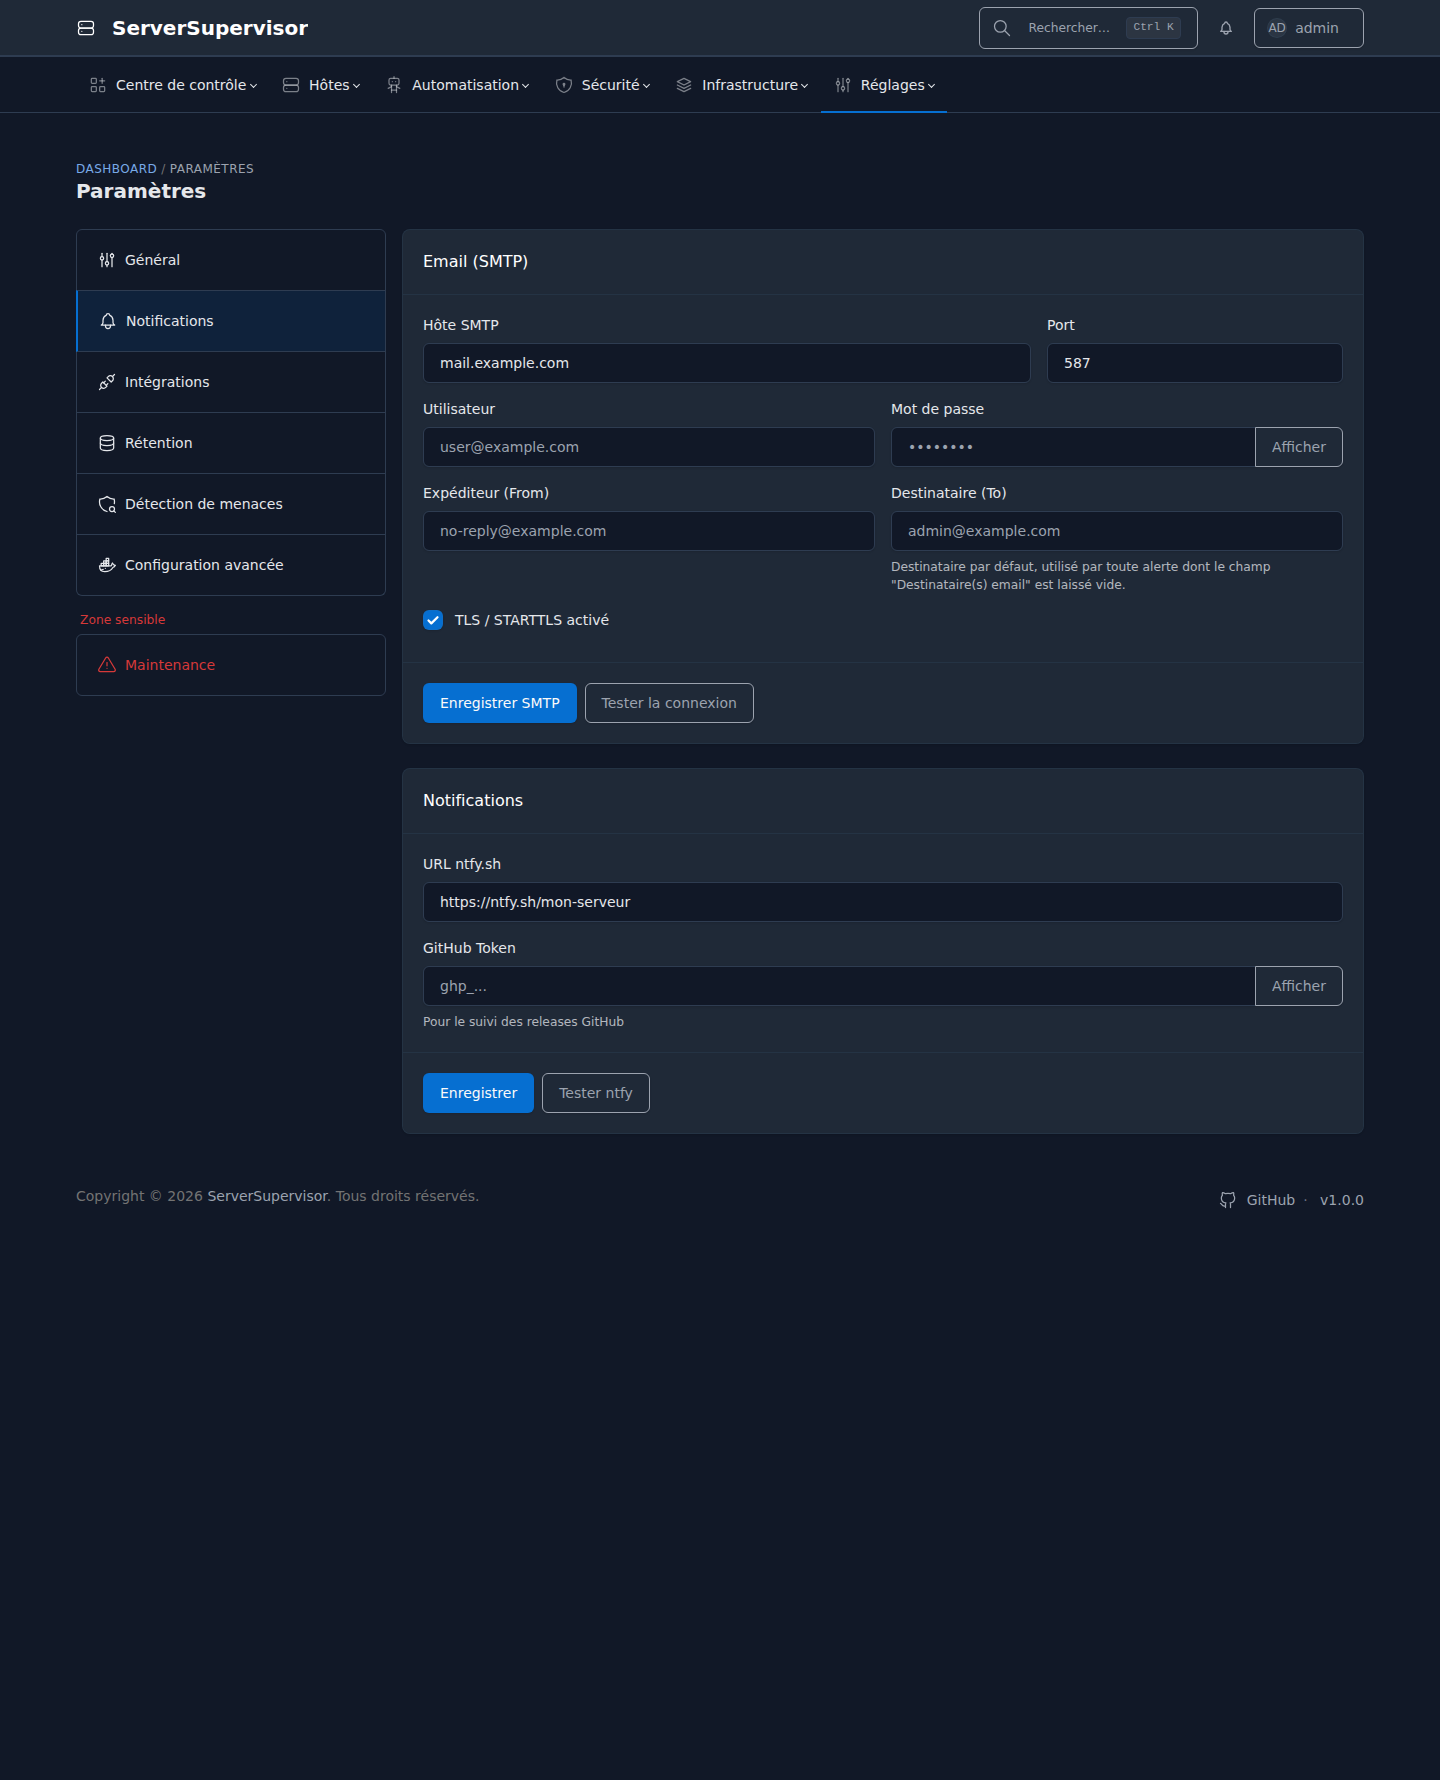 ServerSupervisor
Rechercher… Ctrl K
AD admin
Centre de contrôle Hôtes Automatisation Sécurité Infrastructure Réglages
DASHBOARD / PARAMÈTRES
Paramètres
Général
Notifications
Intégrations
Rétention
Détection de menaces
Configuration avancée
Zone sensible
Maintenance
Email (SMTP)
Hôte SMTP Port
mail.example.com 587
Utilisateur Mot de passe
user@example.com •••••••• Afficher
Expéditeur (From) Destinataire (To)
no-reply@example.com admin@example.com
Destinataire par défaut, utilisé par toute alerte dont le champ
"Destinataire(s) email" est laissé vide.
TLS / STARTTLS activé
Enregistrer SMTP Tester la connexion
Notifications
URL ntfy.sh
https://ntfy.sh/mon-serveur
GitHub Token
ghp_... Afficher
Pour le suivi des releases GitHub
Enregistrer Tester ntfy
Copyright © 2026 ServerSupervisor. Tous droits réservés.
GitHub · v1.0.0